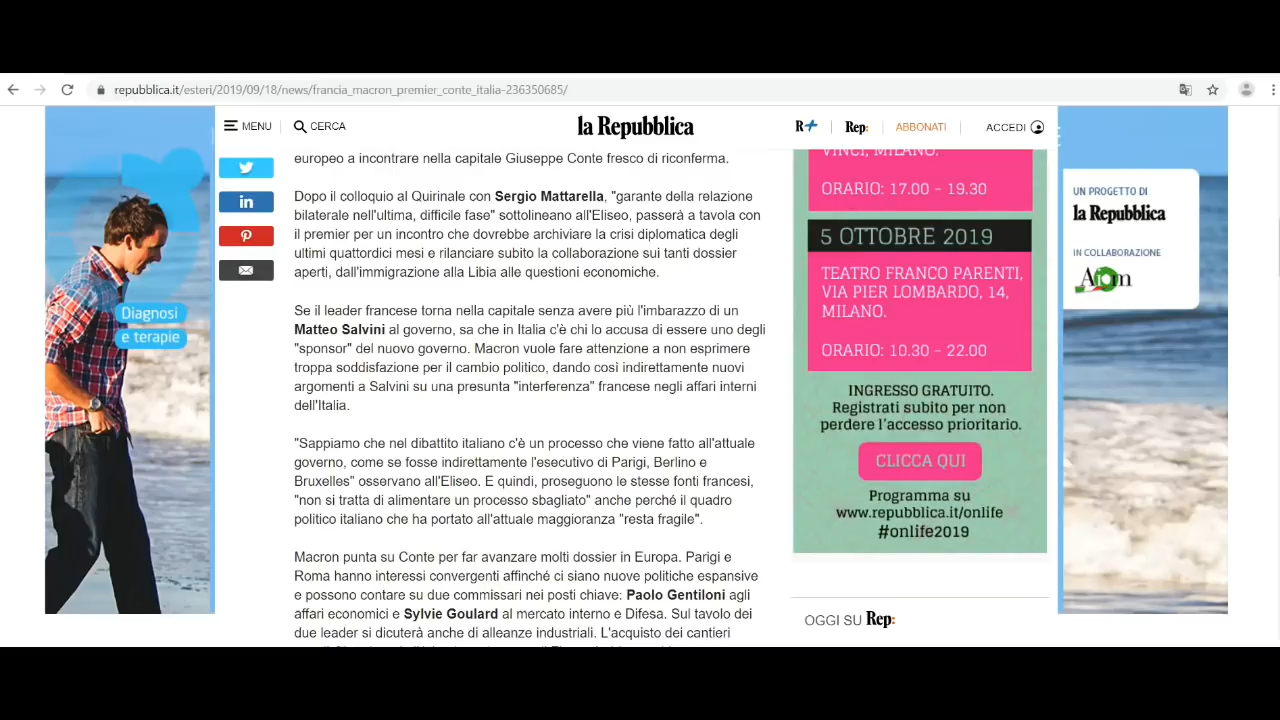 repubblica.it/esteri/2019/09/18/news/francia_macron_premier_conte_italia-236350685/
MENU
CERCA
la Repubblica
R+
Rep:
ABBONATI
ACCEDI
europeo a incontrare nella capitale Giuseppe Conte fresco di riconferma.
Dopo il colloquio al Quirinale con Sergio Mattarella, "garante della relazione
bilaterale nell'ultima, difficile fase" sottolineano all'Eliseo, passerà a tavola con
il premier per un incontro che dovrebbe archiviare la crisi diplomatica degli
ultimi quattordici mesi e rilanciare subito la collaborazione sui tanti dossier
aperti, dall'immigrazione alla Libia alle questioni economiche.
Se il leader francese torna nella capitale senza avere più l'imbarazzo di un
Matteo Salvini al governo, sa che in Italia c'è chi lo accusa di essere uno degli
"sponsor" del nuovo governo. Macron vuole fare attenzione a non esprimere
troppa soddisfazione per il cambio politico, dando così indirettamente nuovi
argomenti a Salvini su una presunta "interferenza" francese negli affari interni
dell'Italia.
"Sappiamo che nel dibattito italiano c'è un processo che viene fatto all'attuale
governo, come se fosse indirettamente l'esecutivo di Parigi, Berlino e
Bruxelles" osservano all'Eliseo. E quindi, proseguono le stesse fonti francesi,
"non si tratta di alimentare un processo sbagliato" anche perché il quadro
politico italiano che ha portato all'attuale maggioranza "resta fragile".
Macron punta su Conte per far avanzare molti dossier in Europa. Parigi e
Roma hanno interessi convergenti affinché ci siano nuove politiche espansive
e possono contare su due commissari nei posti chiave: Paolo Gentiloni agli
affari economici e Sylvie Goulard al mercato interno e Difesa. Sul tavolo dei
due leader si dicuterà anche di alleanze industriali. L'acquisto dei cantieri
Diagnosi
e terapie
VINCI, MILANO.
ORARIO: 17.00 - 19.30
5 OTTOBRE 2019
TEATRO FRANCO PARENTI,
VIA PIER LOMBARDO, 14,
MILANO.
ORARIO: 10.30 - 22.00
INGRESSO GRATUITO.
Registrati subito per non
perdere l'accesso prioritario.
CLICCA QUI
Programma su
www.repubblica.it/onlife
#onlife2019
OGGI SU Rep:
UN PROGETTO DI
la Repubblica
IN COLLABORAZIONE